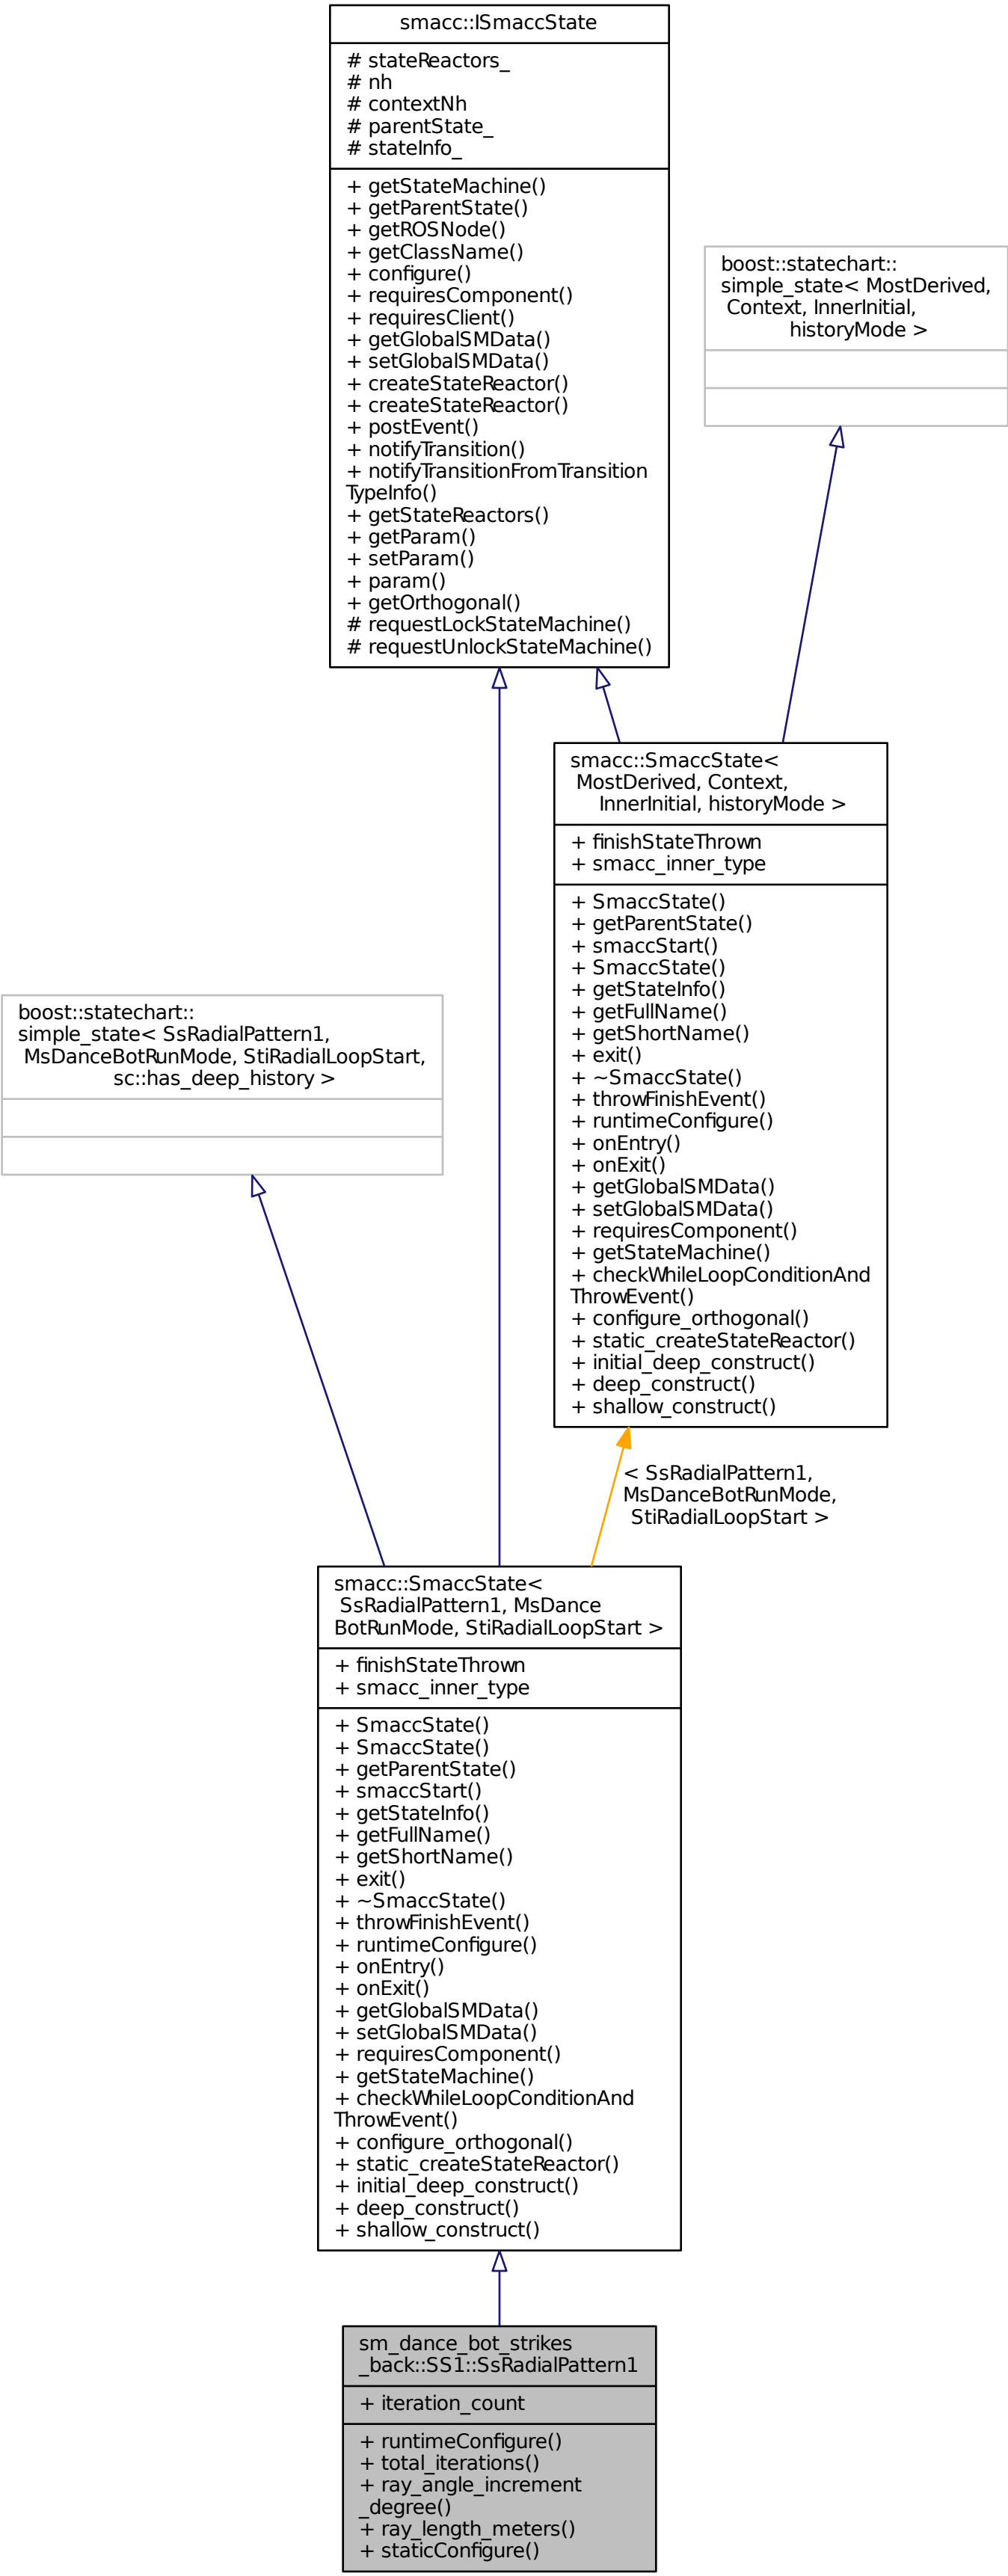 smacc::ISmaccState
# stateReactors_
# nh
# contextNh
# parentState_
# stateInfo_
+ getStateMachine()
+ getParentState()
+ getROSNode()
+ getClassName()
+ configure()
+ requiresComponent()
+ requiresClient()
+ getGlobalSMData()
+ setGlobalSMData()
+ createStateReactor()
+ createStateReactor()
+ postEvent()
+ notifyTransition()
+ notifyTransitionFromTransition
TypeInfo()
+ getStateReactors()
+ getParam()
+ setParam()
+ param()
+ getOrthogonal()
# requestLockStateMachine()
# requestUnlockStateMachine()
boost::statechart::
simple_state< MostDerived,
Context, InnerInitial,
historyMode >
smacc::SmaccState<
MostDerived, Context,
InnerInitial, historyMode >
+ finishStateThrown
+ smacc_inner_type
+ SmaccState()
+ getParentState()
+ smaccStart()
+ SmaccState()
+ getStateInfo()
+ getFullName()
+ getShortName()
+ exit()
+ ~SmaccState()
+ throwFinishEvent()
+ runtimeConfigure()
+ onEntry()
+ onExit()
+ getGlobalSMData()
+ setGlobalSMData()
+ requiresComponent()
+ getStateMachine()
+ checkWhileLoopConditionAnd
ThrowEvent()
+ configure_orthogonal()
+ static_createStateReactor()
+ initial_deep_construct()
+ deep_construct()
+ shallow_construct()
boost::statechart::
simple_state< SsRadialPattern1,
MsDanceBotRunMode, StiRadialLoopStart,
sc::has_deep_history >
< SsRadialPattern1,
MsDanceBotRunMode,
StiRadialLoopStart >
smacc::SmaccState<
SsRadialPattern1, MsDance
BotRunMode, StiRadialLoopStart >
+ finishStateThrown
+ smacc_inner_type
+ SmaccState()
+ SmaccState()
+ getParentState()
+ smaccStart()
+ getStateInfo()
+ getFullName()
+ getShortName()
+ exit()
+ ~SmaccState()
+ throwFinishEvent()
+ runtimeConfigure()
+ onEntry()
+ onExit()
+ getGlobalSMData()
+ setGlobalSMData()
+ requiresComponent()
+ getStateMachine()
+ checkWhileLoopConditionAnd
ThrowEvent()
+ configure_orthogonal()
+ static_createStateReactor()
+ initial_deep_construct()
+ deep_construct()
+ shallow_construct()
sm_dance_bot_strikes
_back::SS1::SsRadialPattern1
+ iteration_count
+ runtimeConfigure()
+ total_iterations()
+ ray_angle_increment
_degree()
+ ray_length_meters()
+ staticConfigure()